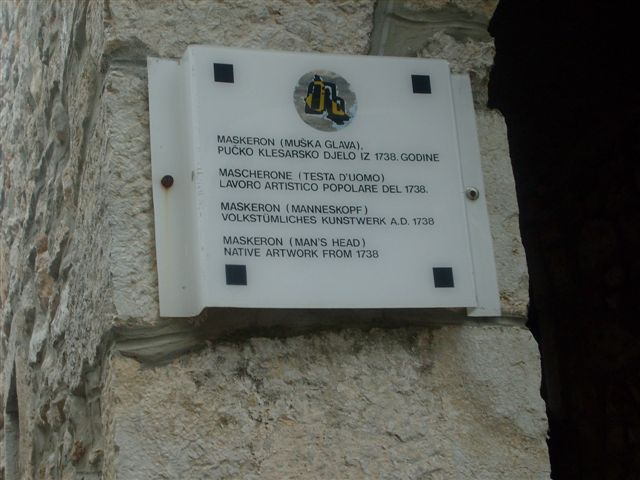 MASKERON (MUŠKA GLAVA),
PUČKO KLESARSKO DJELO IZ 1738. GODINE
MASCHERONE (TESTA D'UOMO)
LAVORO ARTISTICO POPOLARE DEL 1738.
MASKERON (MANNESKOPF)
VOLKSTÜMLICHES KUNSTWERK A.D. 1738
MASKERON (MAN'S HEAD)
NATIVE ARTWORK FROM 1738